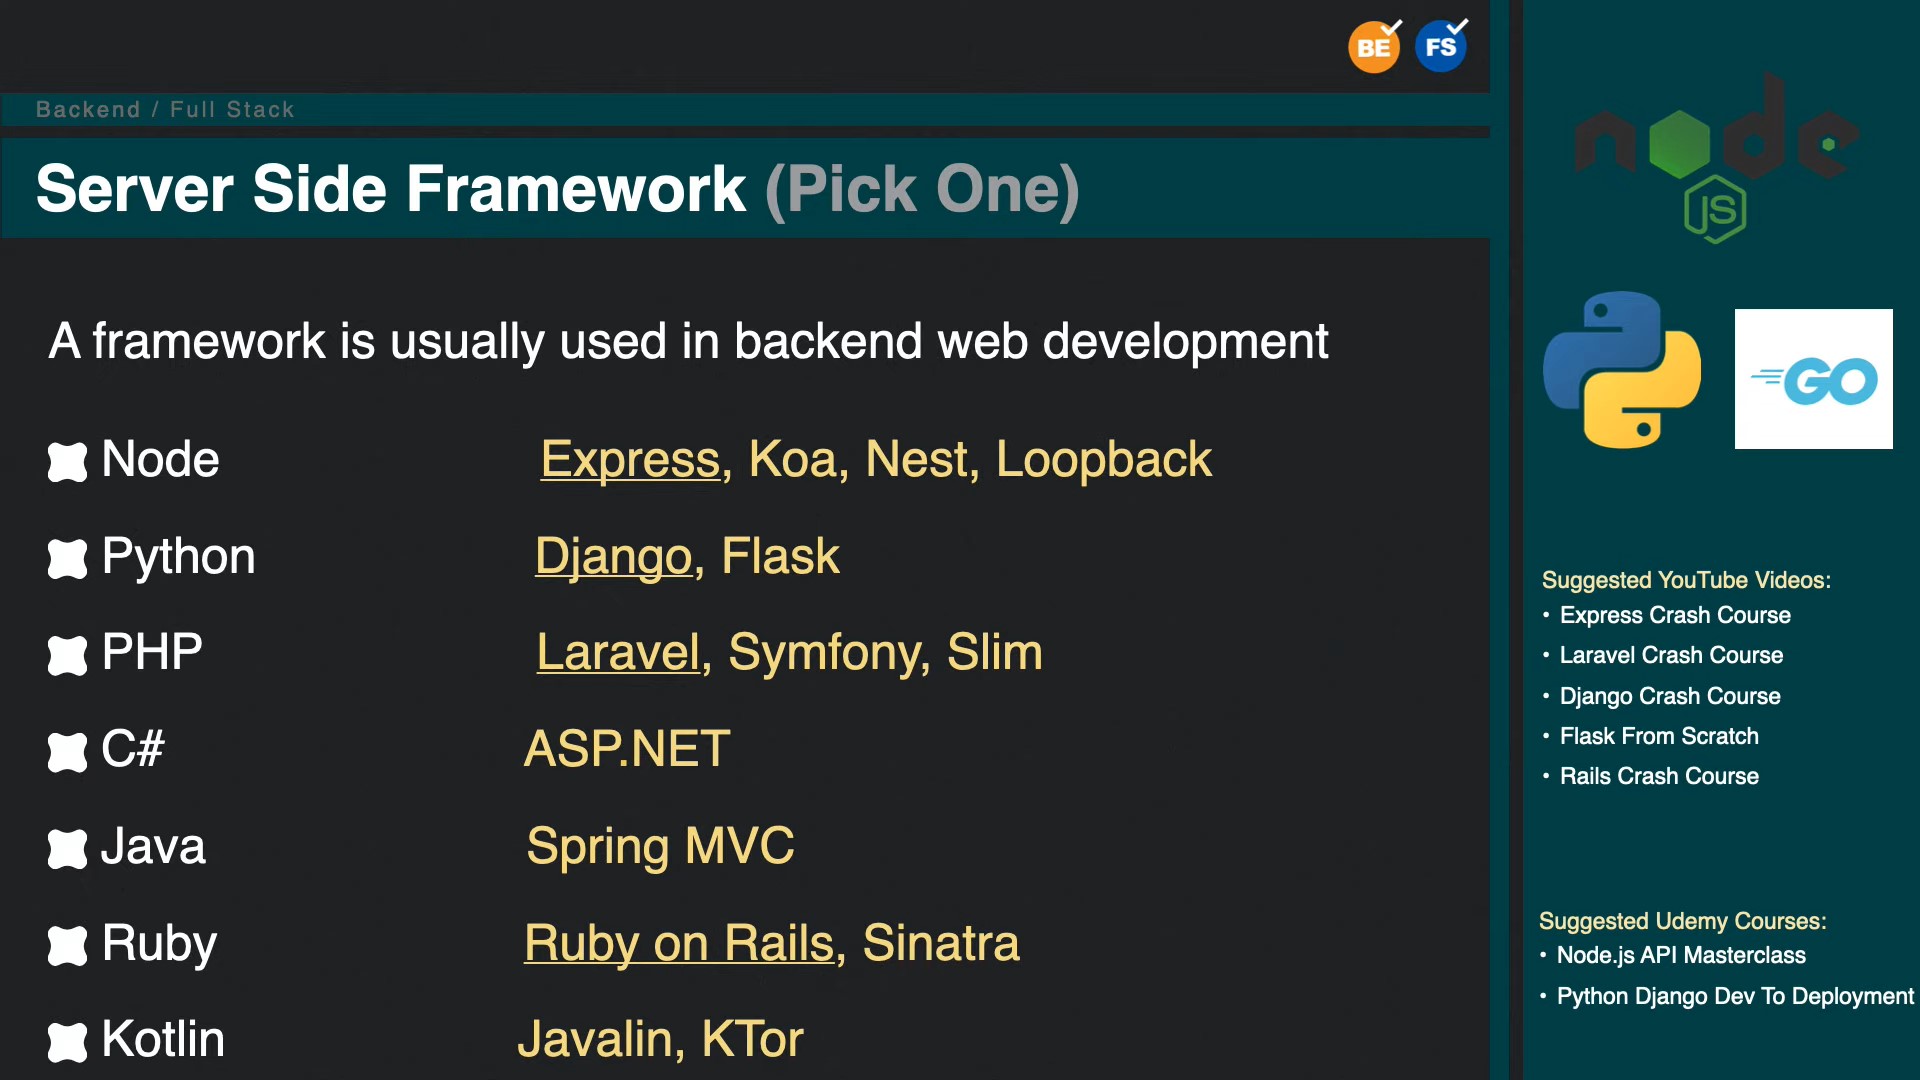 BE FS
Backend / Full Stack
Server Side Framework (Pick One)
A framework is usually used in backend web development
Node Express, Koa, Nest, Loopback
Python Django, Flask
PHP Laravel, Symfony, Slim
C# ASP.NET
Java Spring MVC
Ruby Ruby on Rails, Sinatra
Kotlin Javalin, KTor
node
JS
GO
Suggested YouTube Videos:
• Express Crash Course
• Laravel Crash Course
• Django Crash Course
• Flask From Scratch
• Rails Crash Course
Suggested Udemy Courses:
• Node.js API Masterclass
• Python Django Dev To Deployment